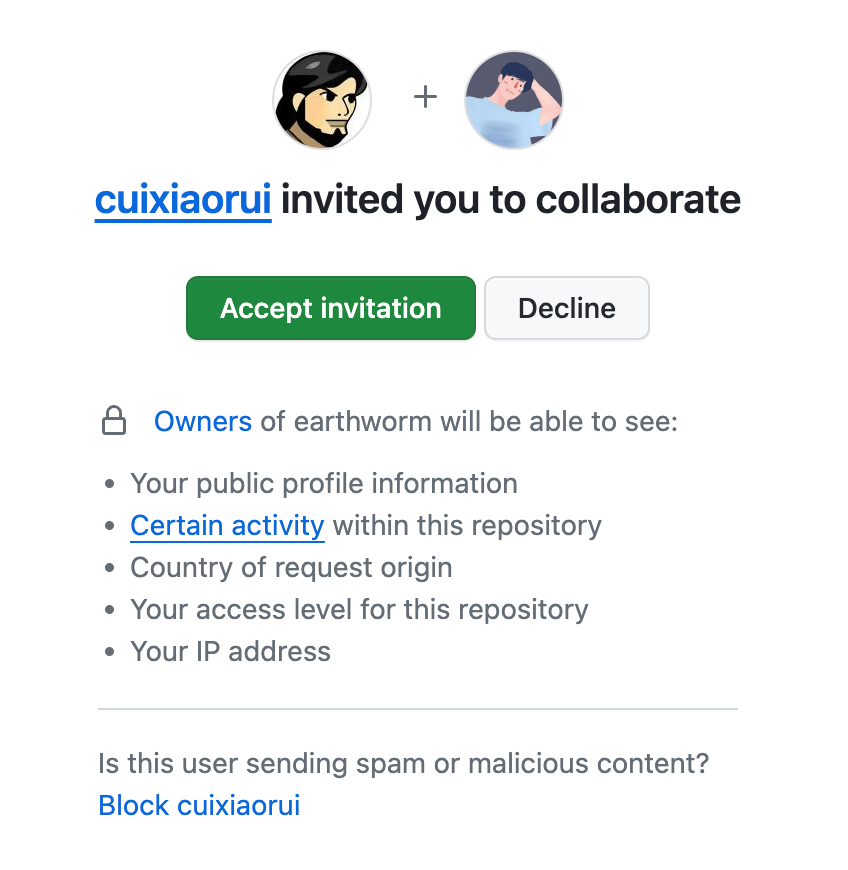 cuixiaorui invited you to collaborate
Accept invitation
Decline
Owners of earthworm will be able to see:
• Your public profile information
• Certain activity within this repository
• Country of request origin
• Your access level for this repository
• Your IP address
Is this user sending spam or malicious content?
Block cuixiaorui